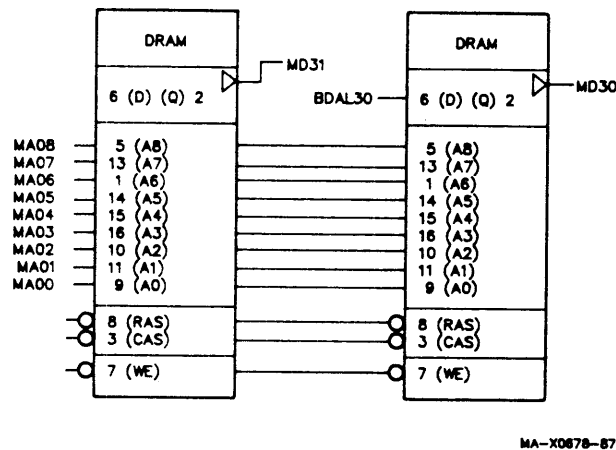 DRAM
MD31
6 (D) (Q) 2
MA08 5 (A8)
MA07 13 (A7)
MA06 1 (A6)
MA05 14 (A5)
MA04 15 (A4)
MA03 16 (A3)
MA02 10 (A2)
MA01 11 (A1)
MA00 9 (A0)
8 (RAS)
3 (CAS)
7 (WE)
DRAM
BDAL30
6 (D) (Q) 2
MD30
5 (A8)
13 (A7)
1 (A6)
14 (A5)
15 (A4)
16 (A3)
10 (A2)
11 (A1)
9 (A0)
8 (RAS)
3 (CAS)
7 (WE)
MA-X0678-87